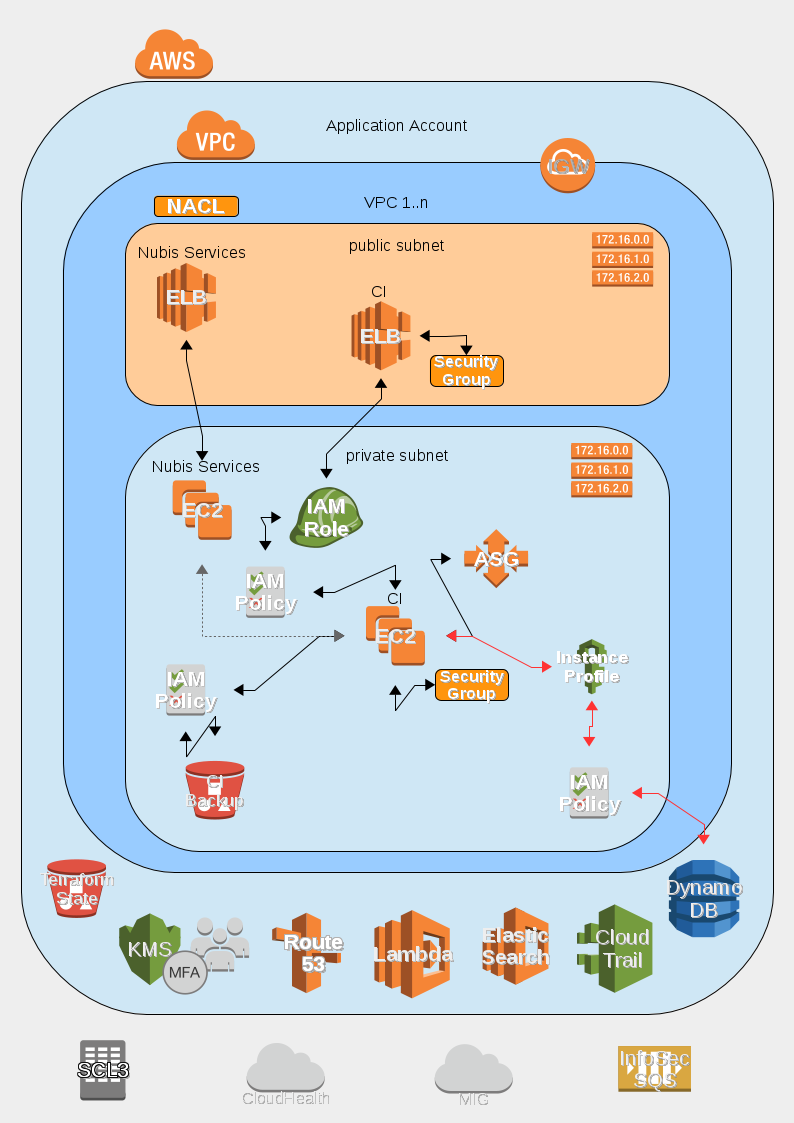 AWS
Application Account
VPC
IGW
NACL
VPC 1..n
Nubis Services
public subnet
172.16.0.0
172.16.1.0
172.16.2.0
ELB
CI
ELB
Security
Group
Nubis Services
private subnet
172.16.0.0
172.16.1.0
172.16.2.0
EC2
IAM
Role
IAM
Policy
ASG
CI
EC2
Instance
Profile
IAM
Policy
Security
Group
CI
Backup
IAM
Policy
Terraform
State
Dynamo
DB
KMS
MFA
Route
53
Lambda
Elastic
Search
Cloud
Trail
SCL3
CloudHealth
MIG
InfoSec
SQS